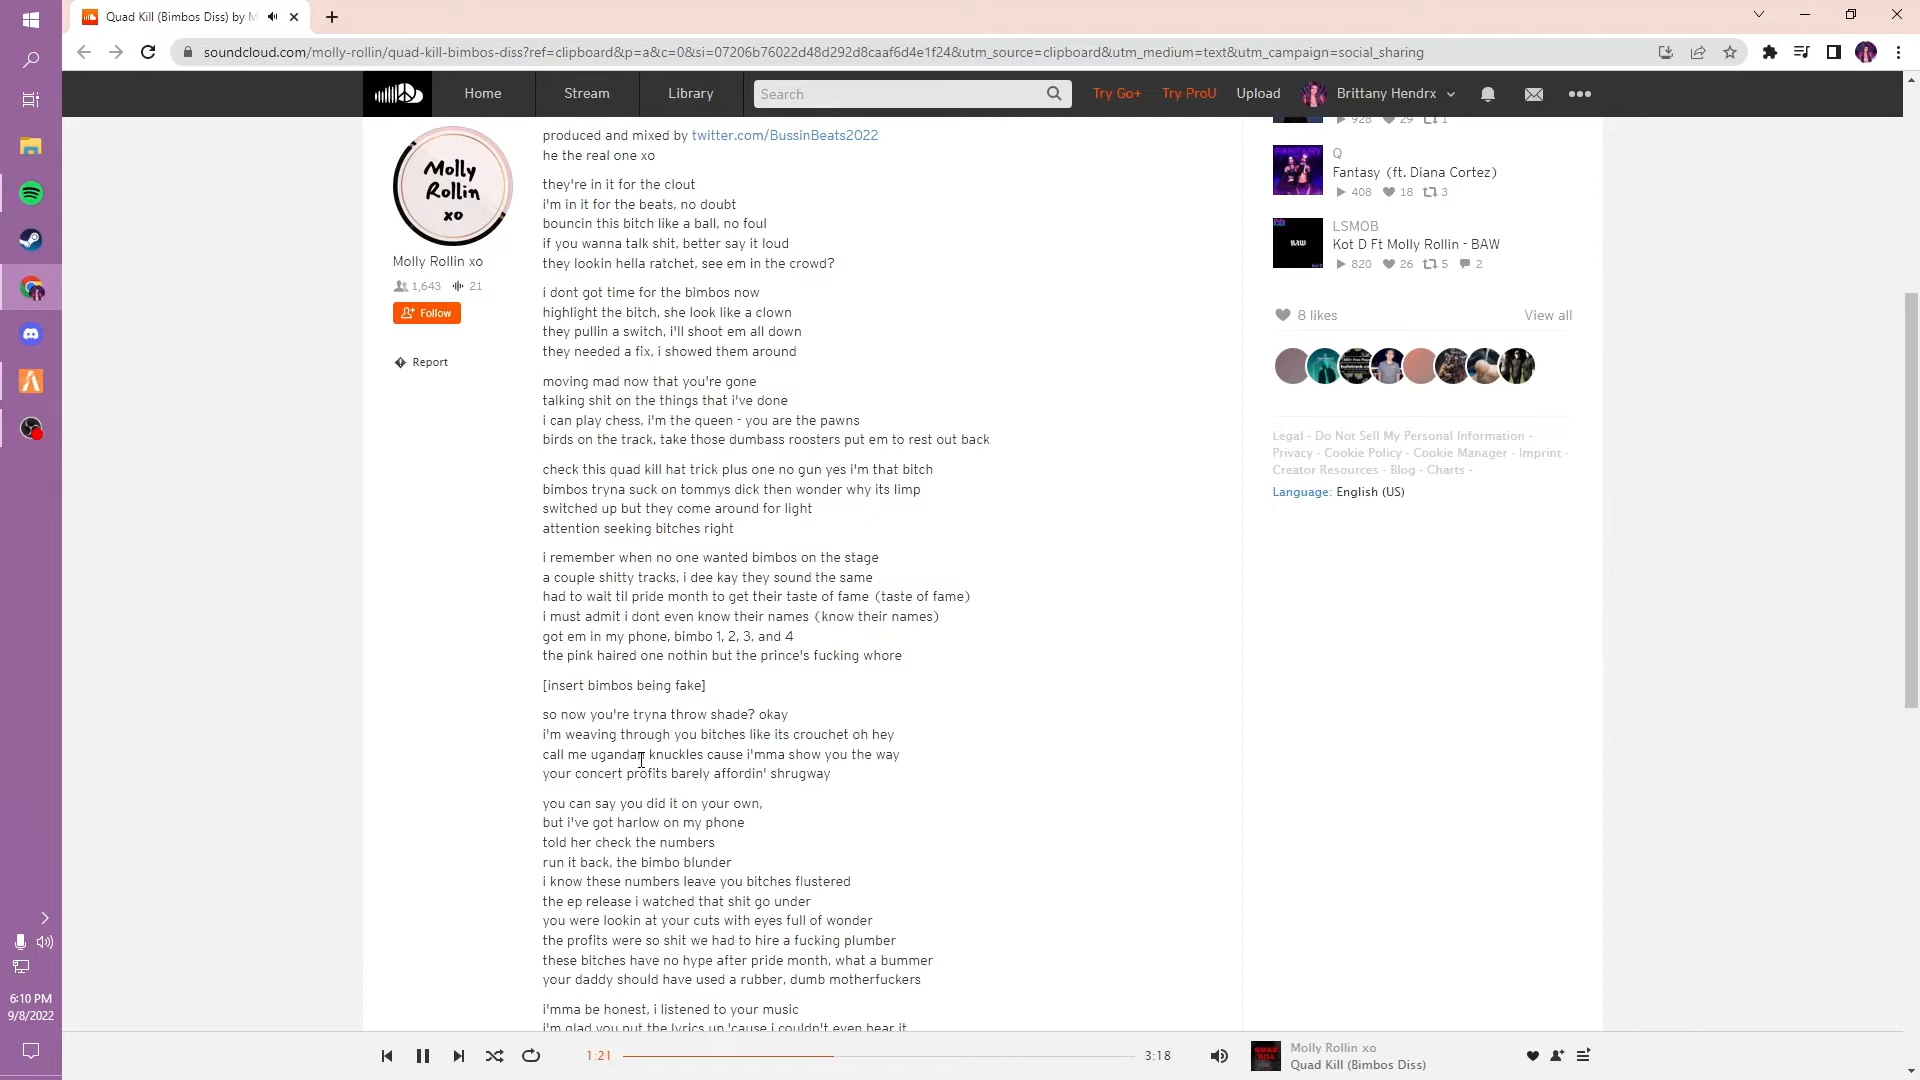 Quad Kill (Bimbos Diss) by M
soundcloud.com/molly-rollin/quad-kill-bimbos-diss?ref=clipboard&p=a&c=0&si=07206b76022d48d292d8caaf6d4e1f24&utm_source=clipboard&utm_medium=text&utm_campaign=social_sharing
Home
Stream
Library
Search
Try Go+
Try ProU
Upload
Brittany Hendrx
Molly
Rollin
xo
Molly Rollin xo
1,643
21
Follow
Report
produced and mixed by twitter.com/BussinBeats2022
he the real one xo
they're in it for the clout
i'm in it for the beats, no doubt
bouncin this bitch like a ball, no foul
if you wanna talk shit, better say it loud
they lookin hella ratchet, see em in the crowd?
i dont got time for the bimbos now
highlight the bitch, she look like a clown
they pullin a switch, i'll shoot em all down
they needed a fix, i showed them around
moving mad now that you're gone
talking shit on the things that i've done
i can play chess, i'm the queen - you are the pawns
birds on the track, take those dumbass roosters put em to rest out back
check this quad kill hat trick plus one no gun yes i'm that bitch
bimbos tryna suck on tommys dick then wonder why its limp
switched up but they come around for light
attention seeking bitches right
i remember when no one wanted bimbos on the stage
a couple shitty tracks, i dee kay they sound the same
had to wait til pride month to get their taste of fame (taste of fame)
i must admit i dont even know their names (know their names)
got em in my phone, bimbo 1, 2, 3, and 4
the pink haired one nothin but the prince's fucking whore
[insert bimbos being fake]
so now you're tryna throw shade? okay
i'm weaving through you bitches like its crouchet oh hey
call me ugandan knuckles cause i'mma show you the way
your concert profits barely affordin' shrugway
you can say you did it on your own,
but i've got harlow on my phone
told her check the numbers
run it back, the bimbo blunder
i know these numbers leave you bitches flustered
the ep release i watched that shit go under
you were lookin at your cuts with eyes full of wonder
the profits were so shit we had to hire a fucking plumber
these bitches have no hype after pride month, what a bummer
your daddy should have used a rubber, dumb motherfuckers
i'mma be honest, i listened to your music
i'm glad you put the lyrics up 'cause i couldn't even hear it
928 29 1
Q
Fantasy (ft. Diana Cortez)
408 18 3
LSMOB
BAW
Kot D Ft Molly Rollin - BAW
820 26 5 2
8 likes
View all
Legal - Do Not Sell My Personal Information -
Privacy - Cookie Policy - Cookie Manager - Imprint -
Creator Resources - Blog - Charts -
Language: English (US)
6:10 PM
9/8/2022
1:21
3:18
QUAD
KILL
Molly Rollin xo
Quad Kill (Bimbos Diss)